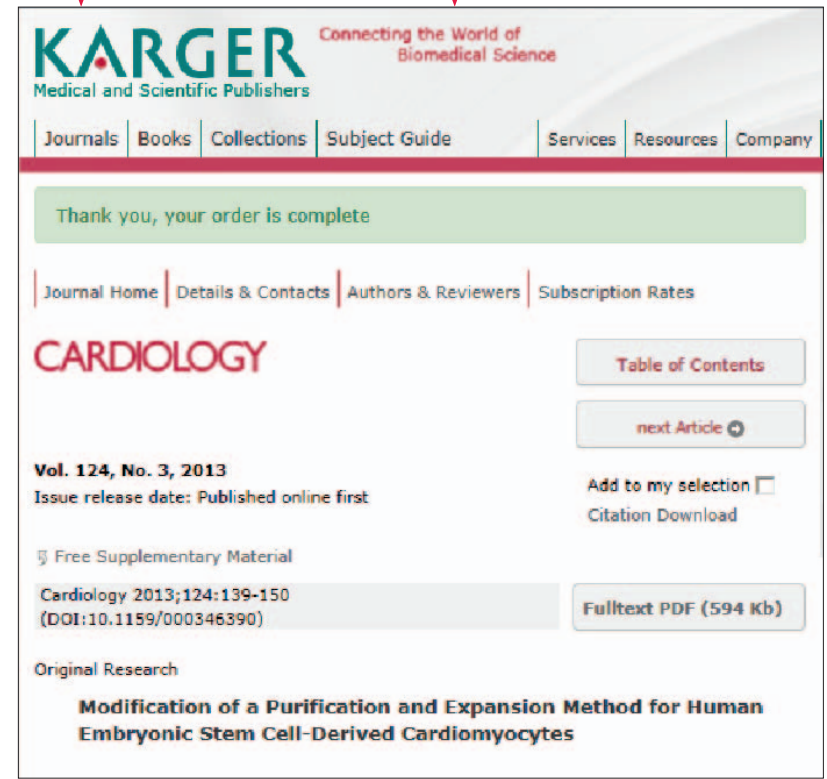 KARGER
Medical and Scientific Publishers
Connecting the World of
Biomedical Science
Journals Books Collections Subject Guide Services Resources Company
Thank you, your order is complete
Journal Home Details & Contacts Authors & Reviewers Subscription Rates
CARDIOLOGY
Table of Contents
next Article
Vol. 124, No. 3, 2013
Issue release date: Published online first
Add to my selection
Citation Download
Free Supplementary Material
Cardiology 2013;124:139-150
(DOI:10.1159/000346390)
Fulltext PDF (594 Kb)
Original Research
Modification of a Purification and Expansion Method for Human
Embryonic Stem Cell-Derived Cardiomyocytes